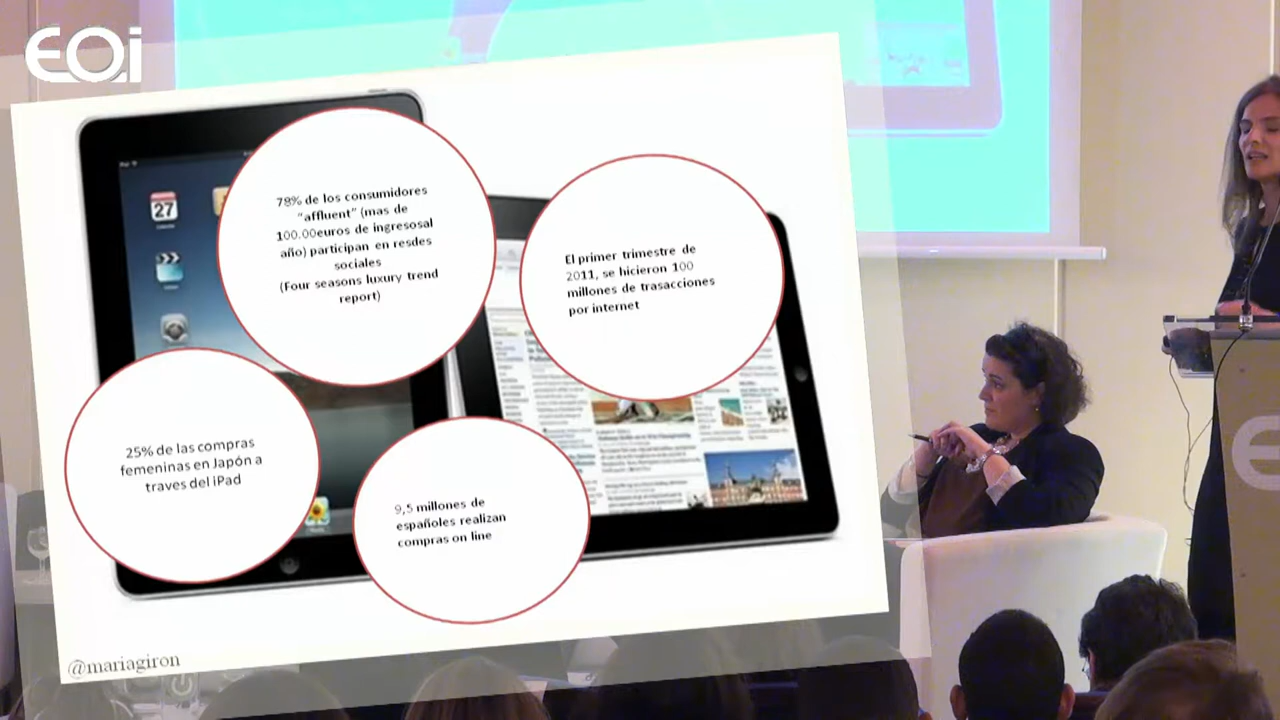 EOi
27
78% de los consumidores
"affluent" (mas de
100.00euros de ingresosal
año) participan en resdes
sociales
(Four seasons luxury trend
report)
El primer trimestre de
2011, se hicieron 100
millones de trasacciones
por internet
25% de las compras
femeninas en Japón a
traves del iPad
9,5 millones de
españoles realizan
compras on line
@mariagiron